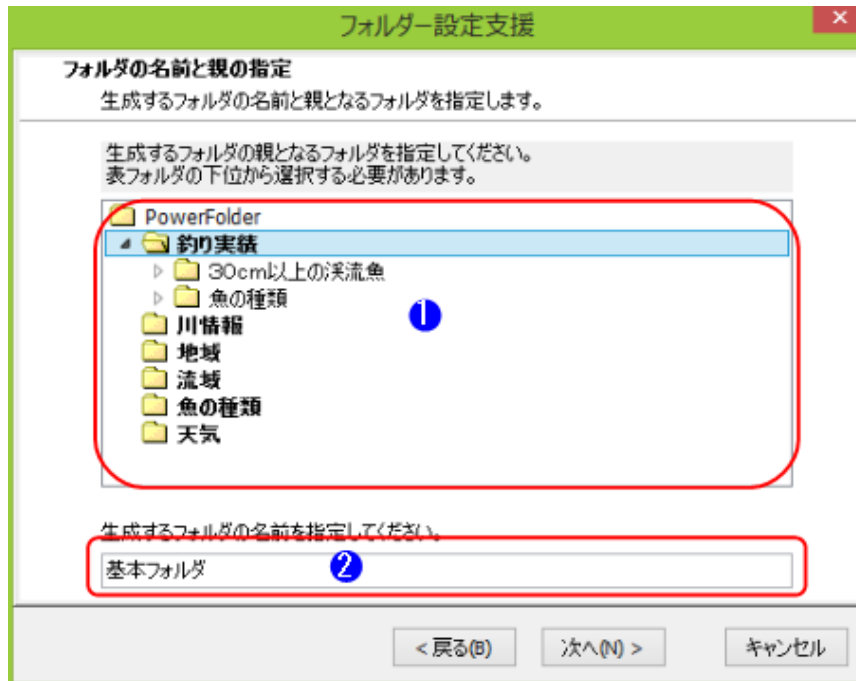 フォルダー設定支援
フォルダの名前と親の指定
生成するフォルダの名前と親となるフォルダを指定します。
生成するフォルダの親となるフォルダを指定してください。
表フォルダの下位から選択する必要があります。
PowerFolder
釣り実績
30cm以上の渓流魚
魚の種類
1
川情報
地域
流域
魚の種類
天気
生成するフォルダの名前を指定してください。
基本フォルダ
2
< 戻る(B)
次へ(N) >
キャンセル